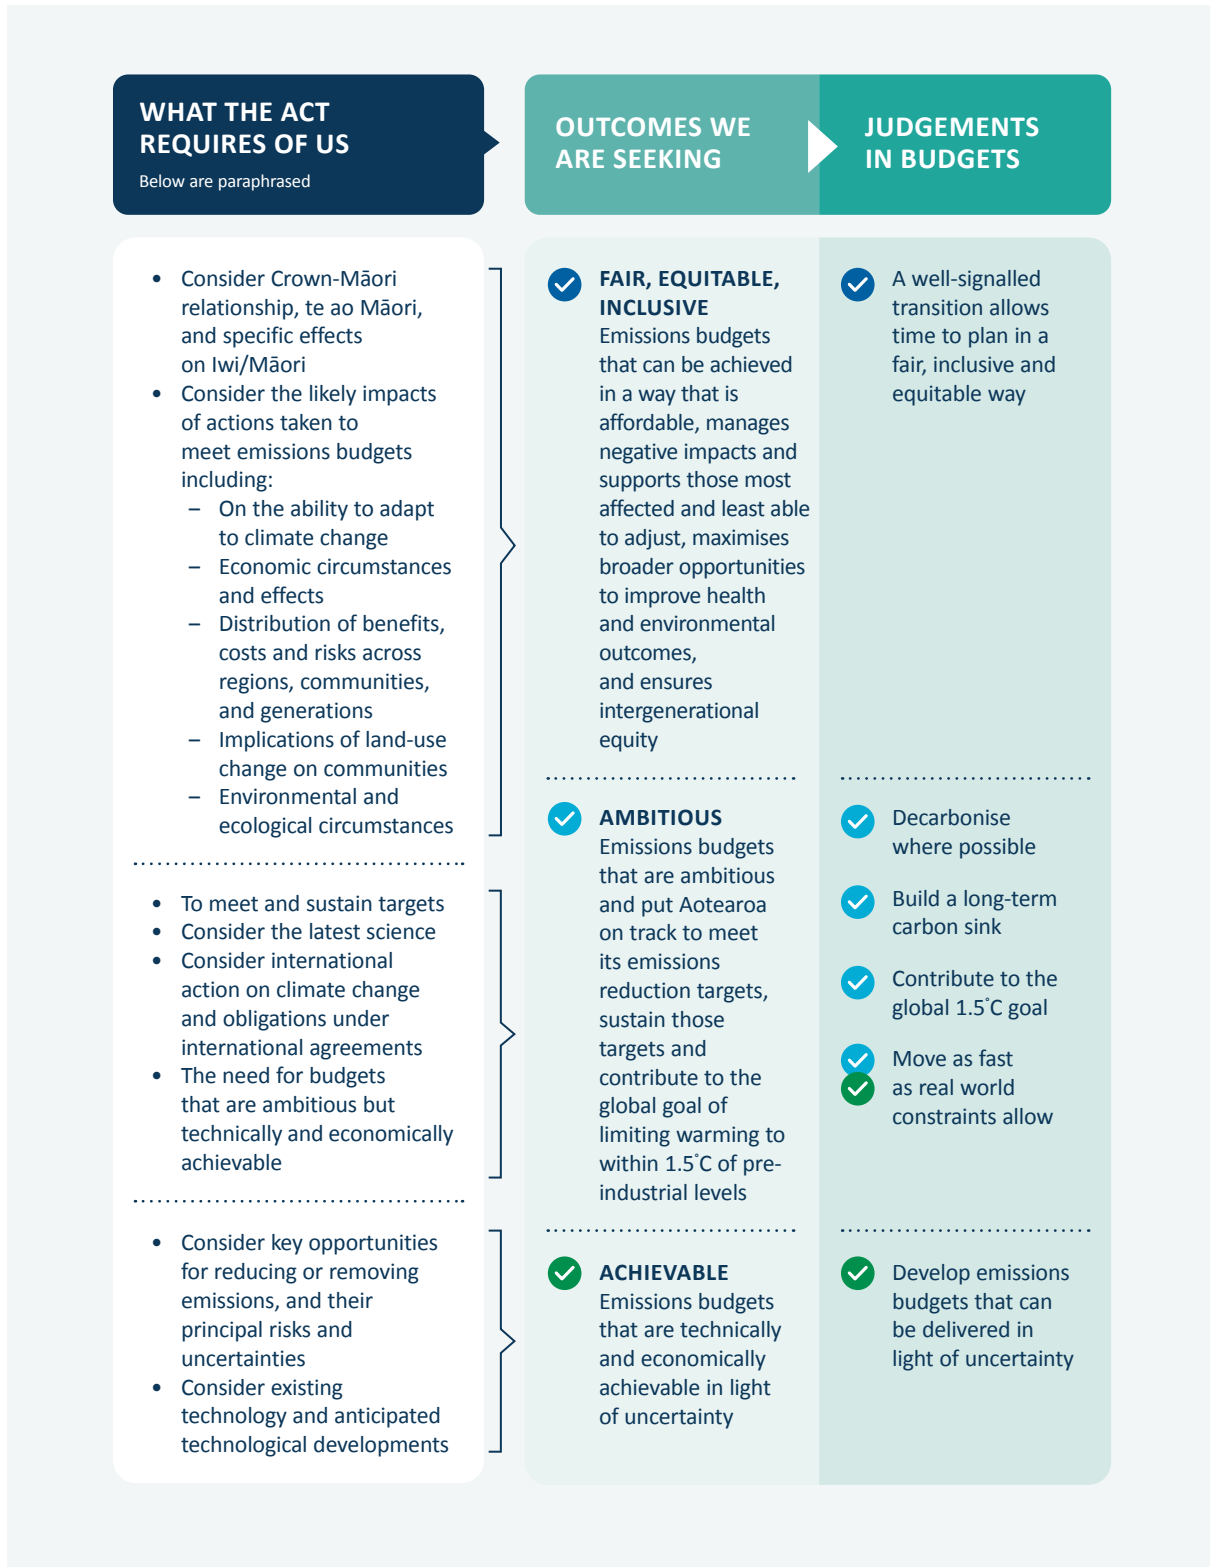 WHAT THE ACT
REQUIRES OF US
Below are paraphrased
OUTCOMES WE
ARE SEEKING
JUDGEMENTS
IN BUDGETS
• Consider Crown-Māori
relationship, te ao Māori,
and specific effects
on Iwi/Māori
• Consider the likely impacts
of actions taken to
meet emissions budgets
including:
– On the ability to adapt
to climate change
– Economic circumstances
and effects
– Distribution of benefits,
costs and risks across
regions, communities,
and generations
– Implications of land-use
change on communities
– Environmental and
ecological circumstances
• To meet and sustain targets
• Consider the latest science
• Consider international
action on climate change
and obligations under
international agreements
• The need for budgets
that are ambitious but
technically and economically
achievable
• Consider key opportunities
for reducing or removing
emissions, and their
principal risks and
uncertainties
• Consider existing
technology and anticipated
technological developments
FAIR, EQUITABLE,
INCLUSIVE
Emissions budgets
that can be achieved
in a way that is
affordable, manages
negative impacts and
supports those most
affected and least able
to adjust, maximises
broader opportunities
to improve health
and environmental
outcomes,
and ensures
intergenerational
equity
AMBITIOUS
Emissions budgets
that are ambitious
and put Aotearoa
on track to meet
its emissions
reduction targets,
sustain those
targets and
contribute to the
global goal of
limiting warming to
within 1.5˚C of pre-
industrial levels
ACHIEVABLE
Emissions budgets
that are technically
and economically
achievable in light
of uncertainty
A well-signalled
transition allows
time to plan in a
fair, inclusive and
equitable way
Decarbonise
where possible
Build a long-term
carbon sink
Contribute to the
global 1.5˚C goal
Move as fast
as real world
constraints allow
Develop emissions
budgets that can
be delivered in
light of uncertainty